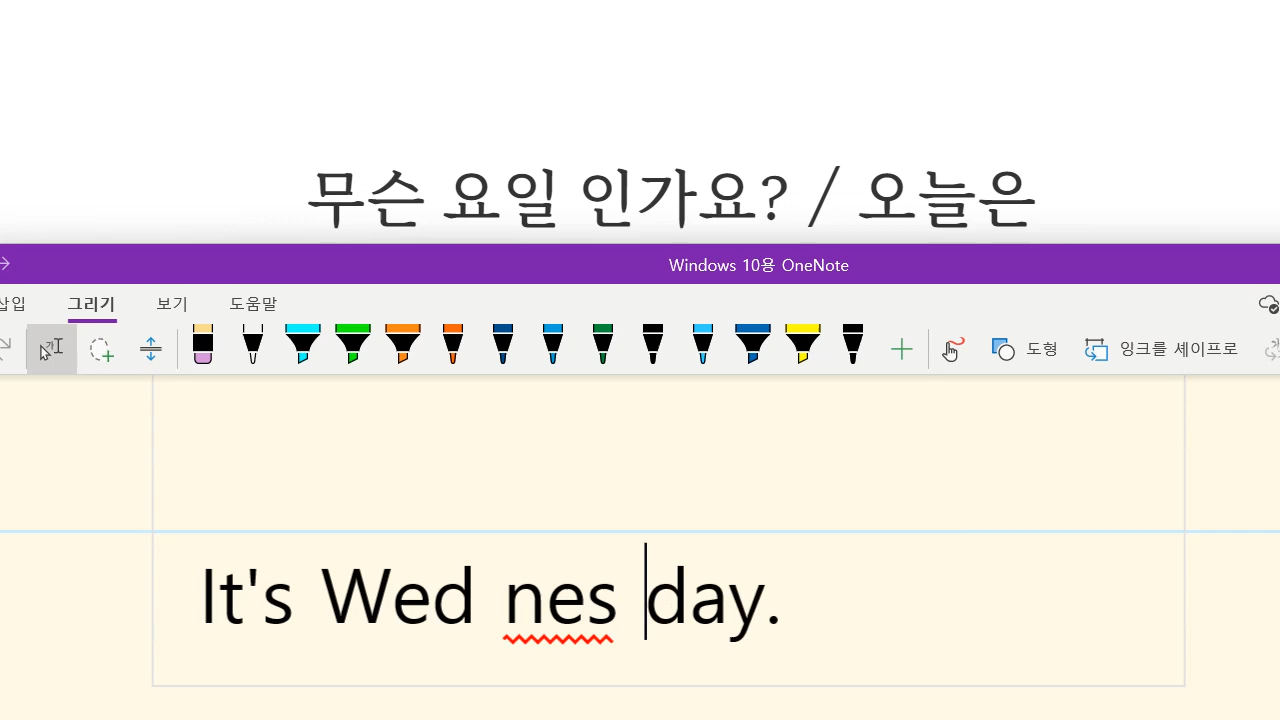 무슨 요일 인가요? / 오늘은
Windows 10용 OneNote
삽입 그리기 보기 도움말
도형 잉크를 셰이프로
It's Wed nes day.